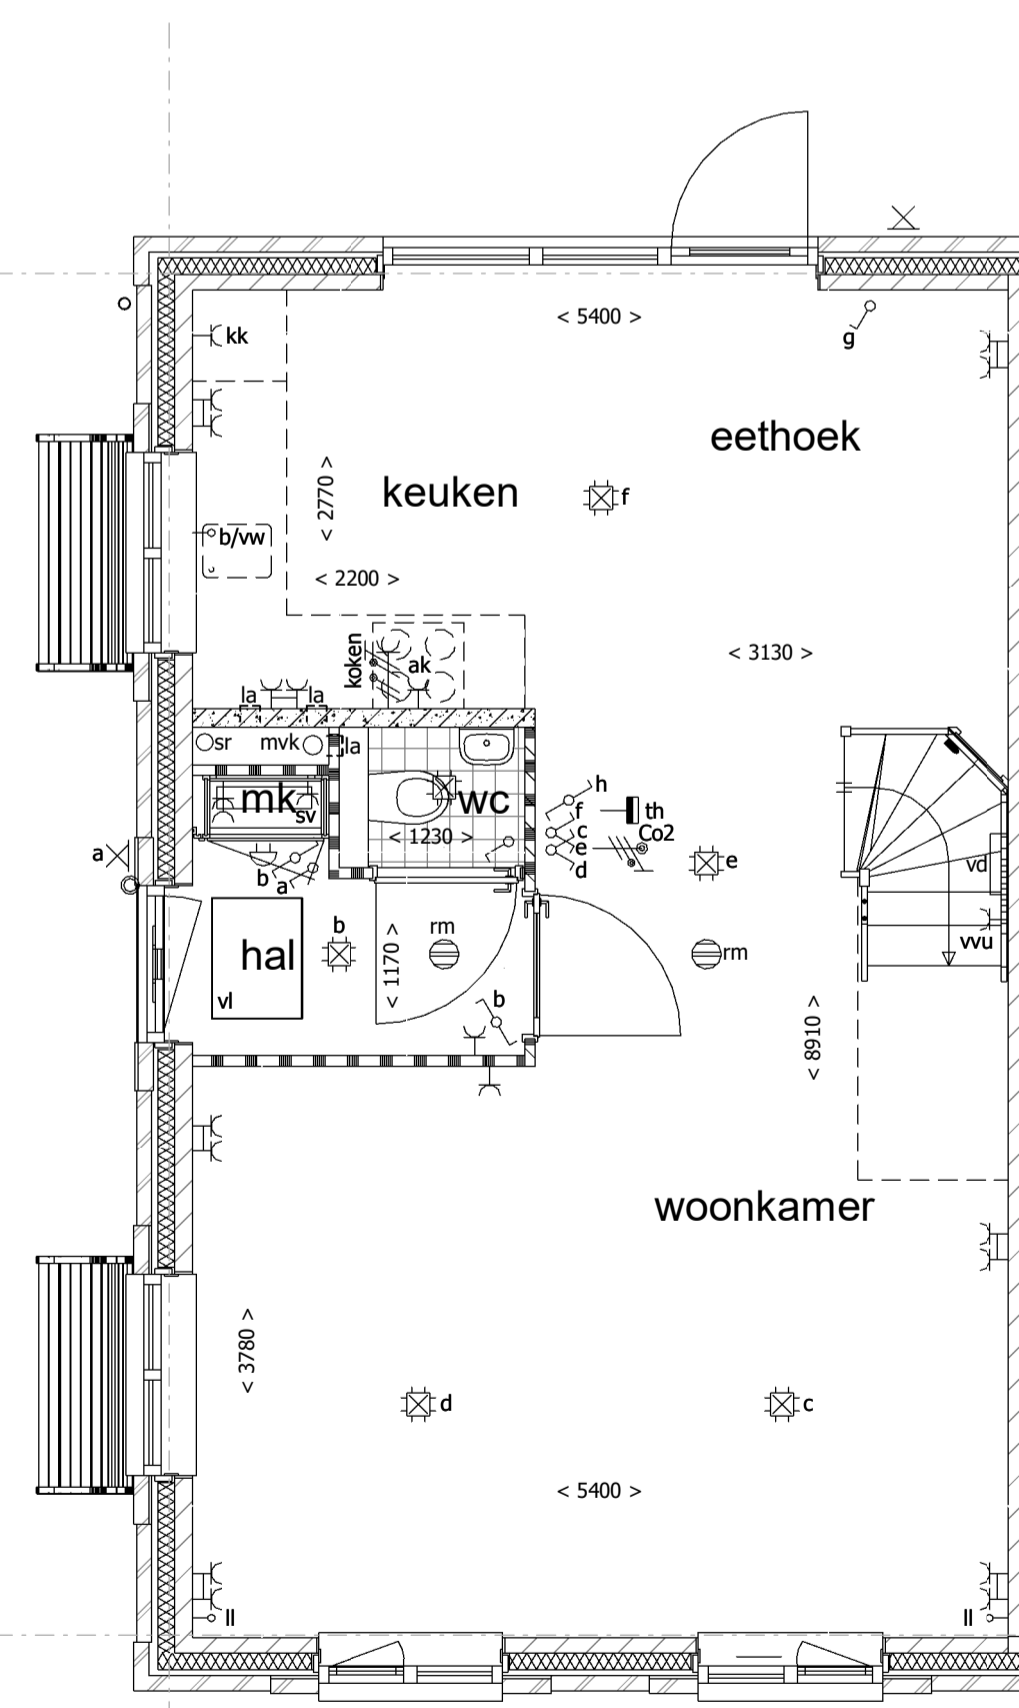 < 5400 >
kk
g
eethoek
keuken
f
< 2770 >
b/vw
< 2200 >
koken
ak
< 3130 >
la
la
sr
mvk
la
mk
sv
wc
< 1230 >
h
f
c
e
d
th
Co2
e
a
b
a
vd
vvu
hal
b
vl
rm
< 1170 >
b
rm
< 8910 >
woonkamer
< 3780 >
d
c
< 5400 >
ll
ll